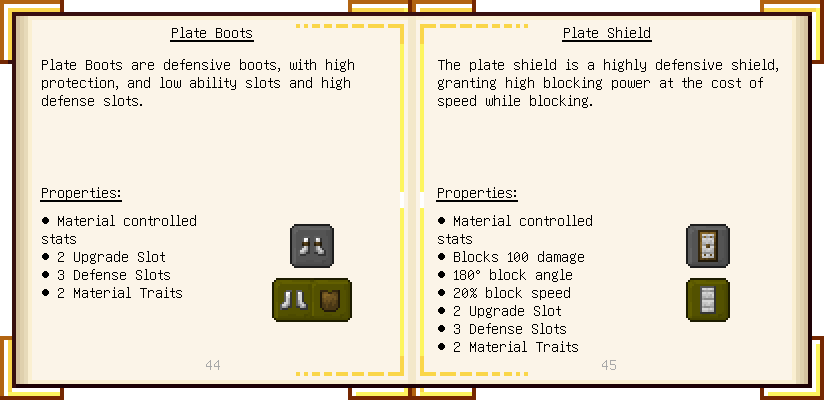 Plate Boots
Plate Boots are defensive boots, with high
protection, and low ability slots and high
defense slots.
Properties:
● Material controlled
stats
● 2 Upgrade Slot
● 3 Defense Slots
● 2 Material Traits
44
Plate Shield
The plate shield is a highly defensive shield,
granting high blocking power at the cost of
speed while blocking.
Properties:
● Material controlled
stats
● Blocks 100 damage
● 180° block angle
● 20% block speed
● 2 Upgrade Slot
● 3 Defense Slots
● 2 Material Traits
45